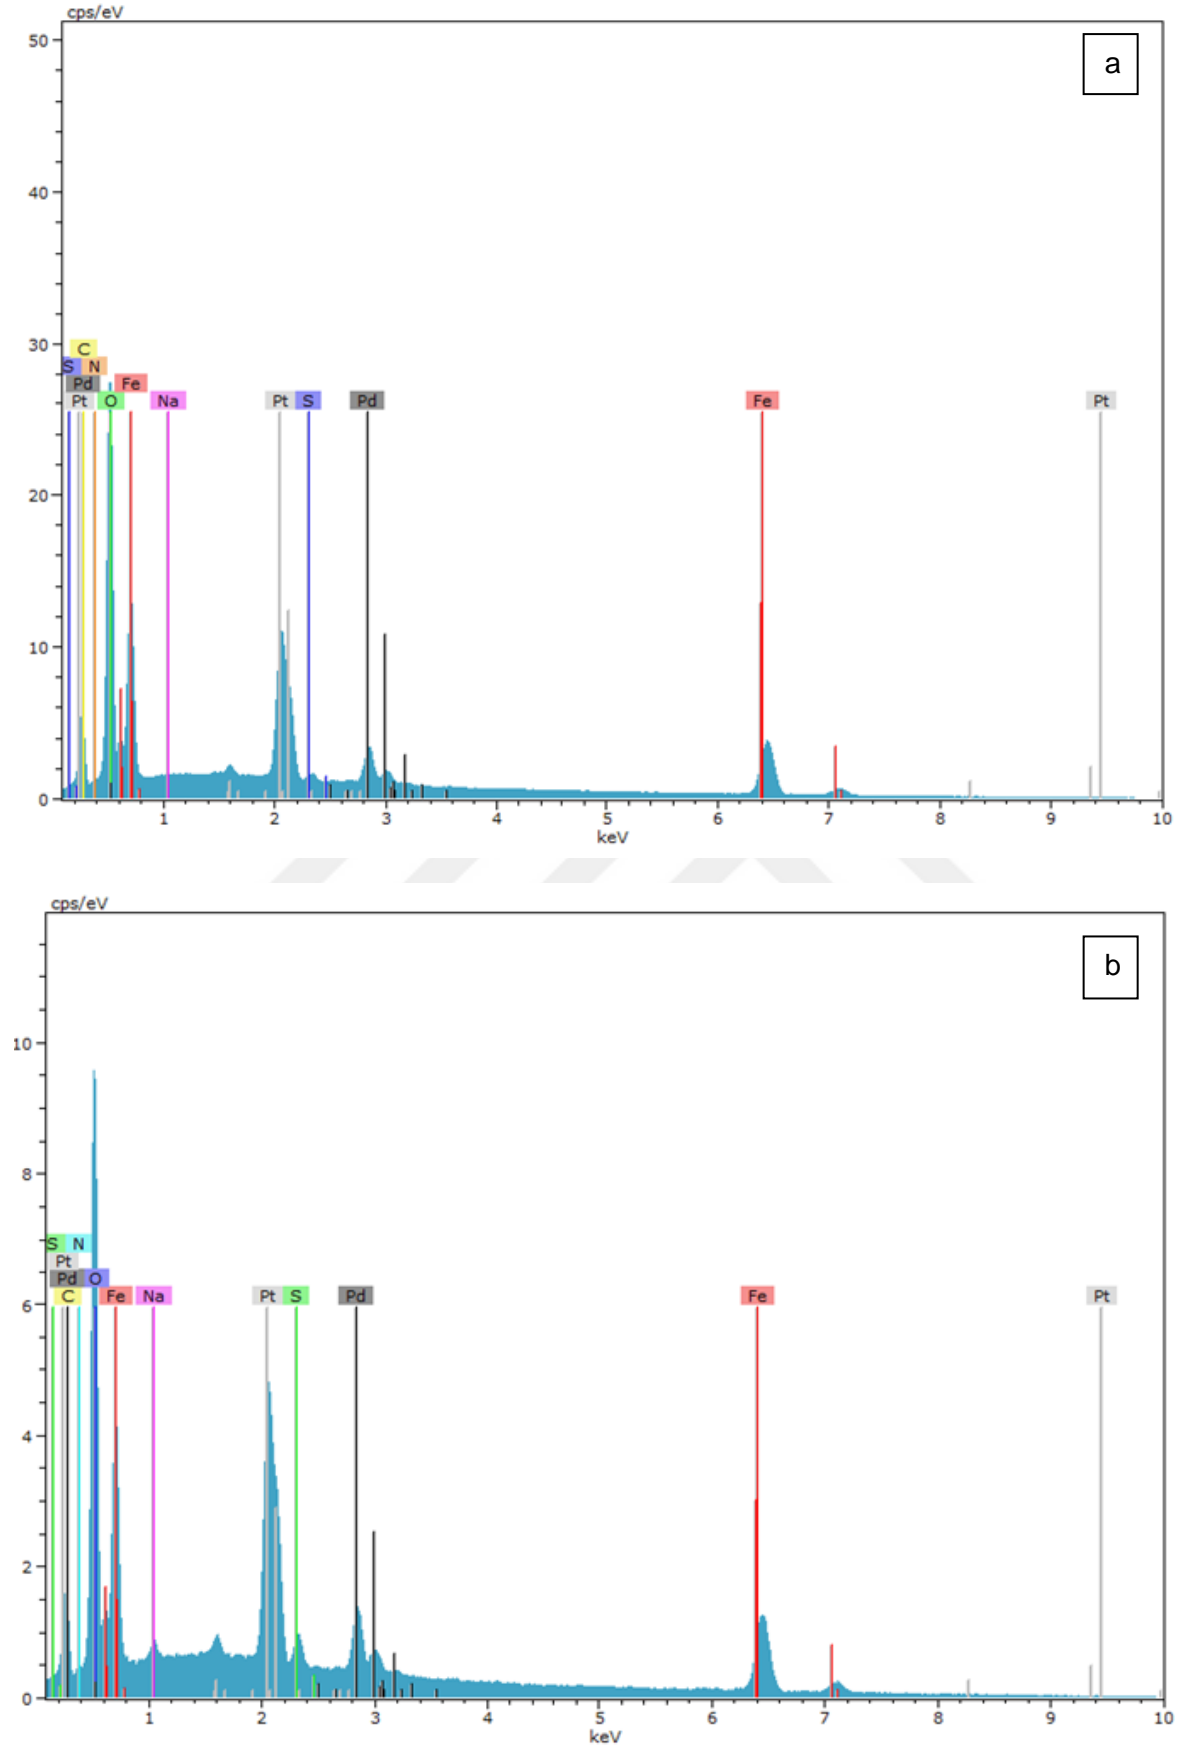 cps/eV
50
a
40
30
C
S N
Pd Fe
Pt O Na Pt S Pd Fe Pt
20
10
0
1 2 3 4 5 6 7 8 9 10
keV
cps/eV
b
10
8
S N
Pt
Pd O
6 C Fe Na Pt S Pd Fe Pt
4
2
0
1 2 3 4 5 6 7 8 9 10
keV